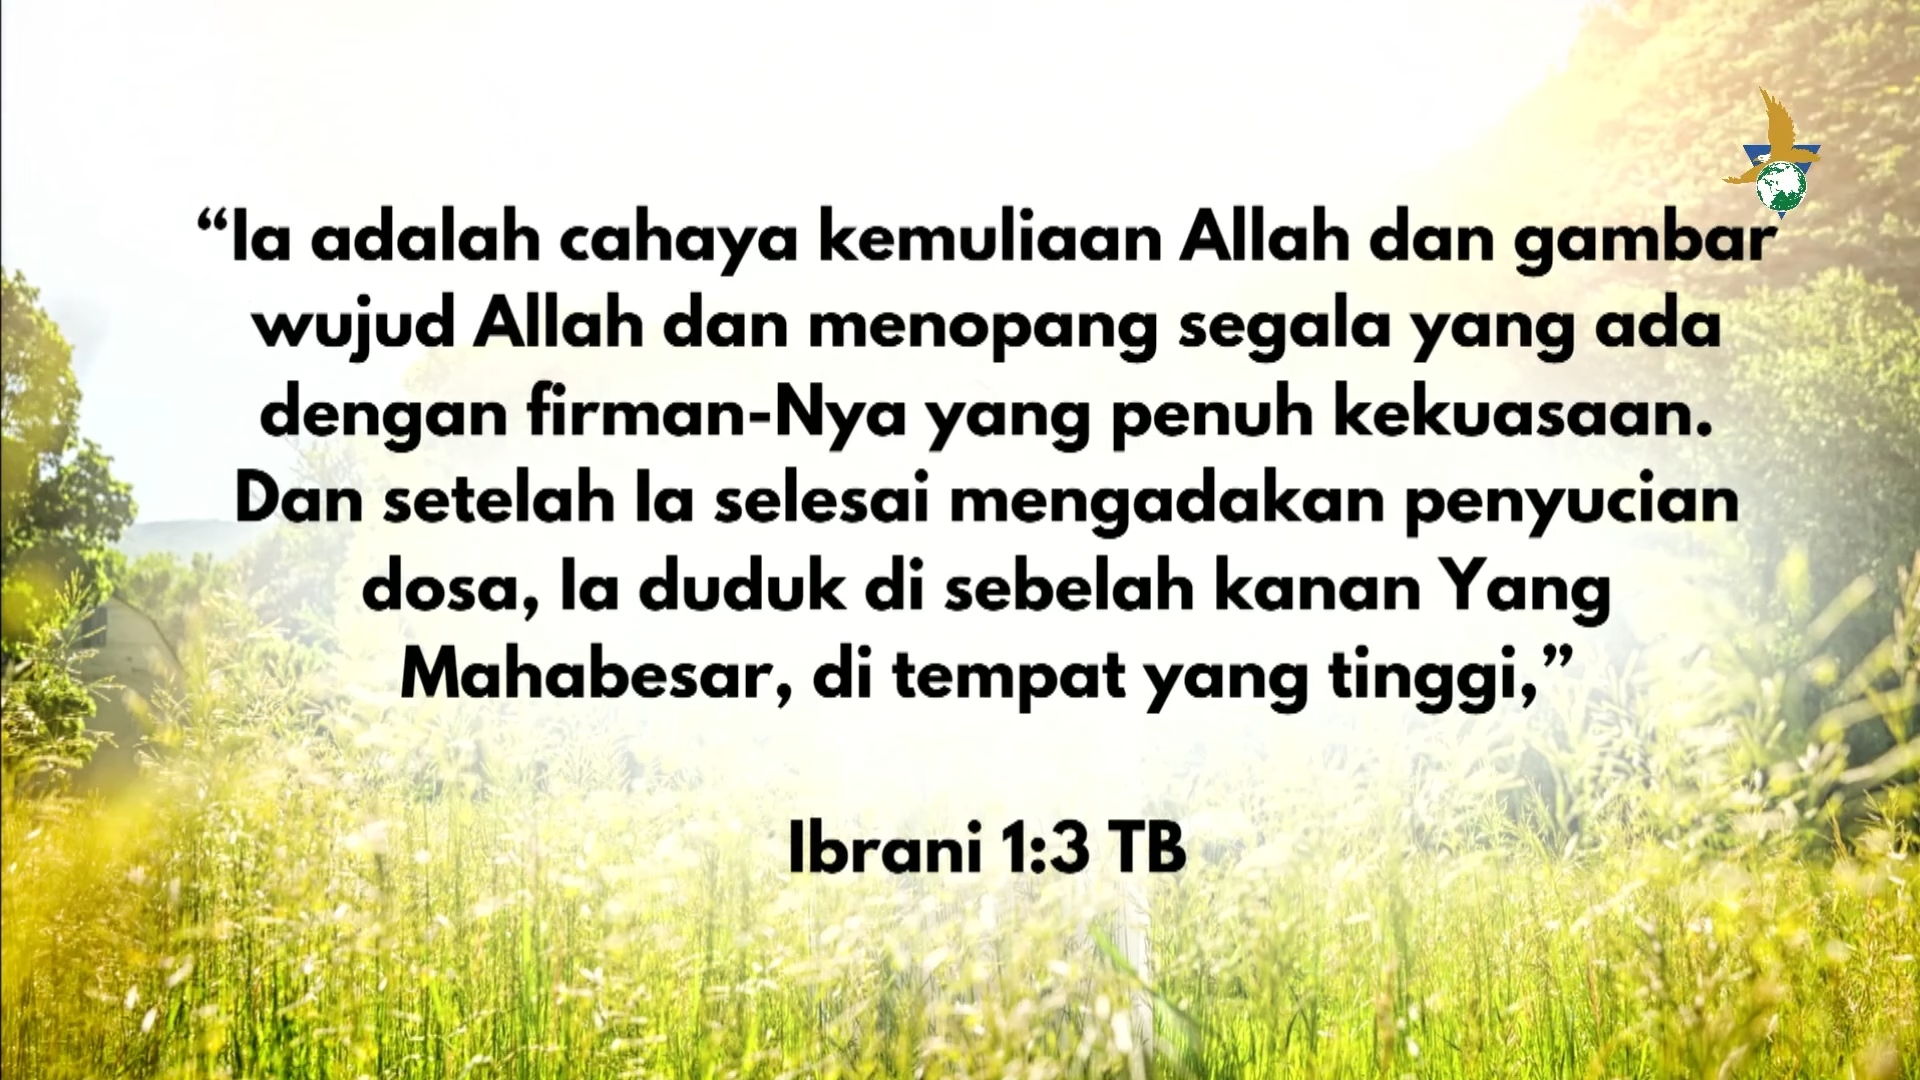 “Ia adalah cahaya kemuliaan Allah dan gambar
wujud Allah dan menopang segala yang ada
dengan firman-Nya yang penuh kekuasaan.
Dan setelah Ia selesai mengadakan penyucian
dosa, Ia duduk di sebelah kanan Yang
Mahabesar, di tempat yang tinggi,”
Ibrani 1:3 TB